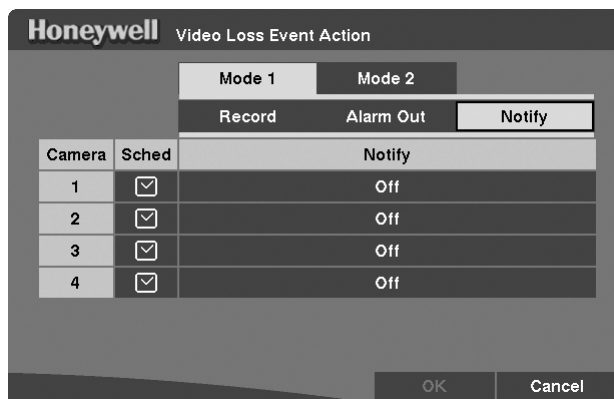 Honeywell Video Loss Event Action
Mode 1 Mode 2
Record Alarm Out Notify
Camera Sched Notify
1 Off
2 Off
3 Off
4 Off
OK Cancel